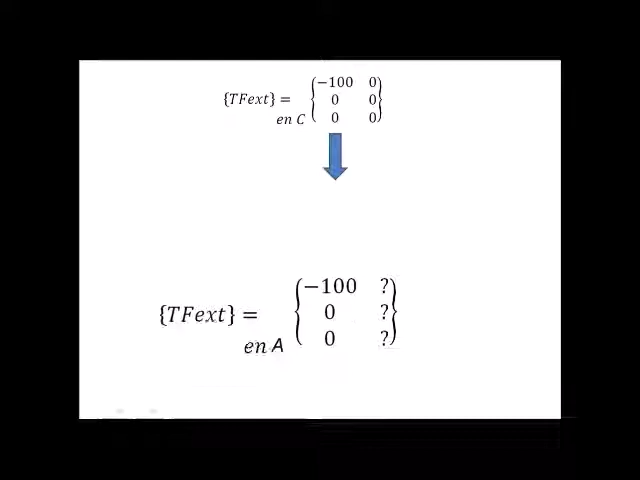 {TFext} = {−100 0
0 0
en C 0 0}
{TFext} = {−100 ?
0 ?
en A 0 ?}